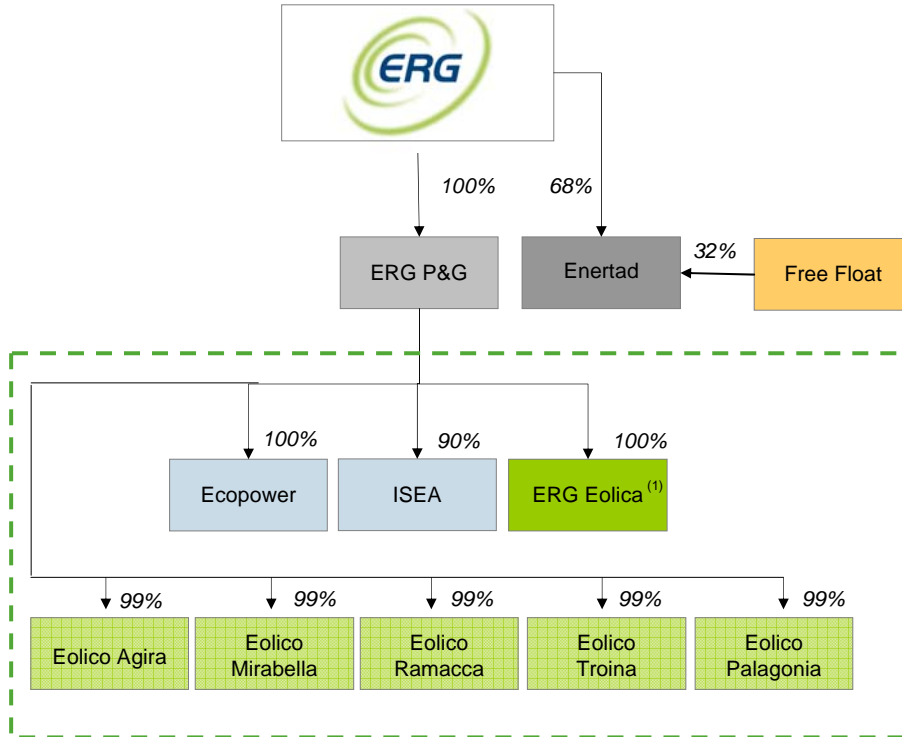 ERG
100%
68%
ERG P&G
Enertad
32%
Free Float
100%
90%
100%
Ecopower
ISEA
ERG Eolica (1)
99%
99%
99%
99%
99%
Eolico Agira
Eolico
Mirabella
Eolico
Ramacca
Eolico
Troina
Eolico
Palagonia